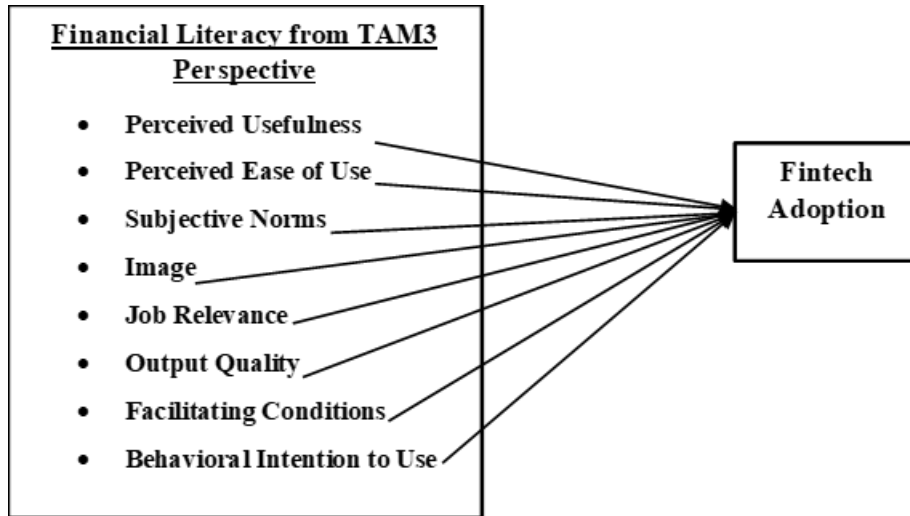 Financial Literacy from TAM3
Perspective
• Perceived Usefulness
• Perceived Ease of Use
• Subjective Norms
• Image
• Job Relevance
• Output Quality
• Facilitating Conditions
• Behavioral Intention to Use
Fintech
Adoption